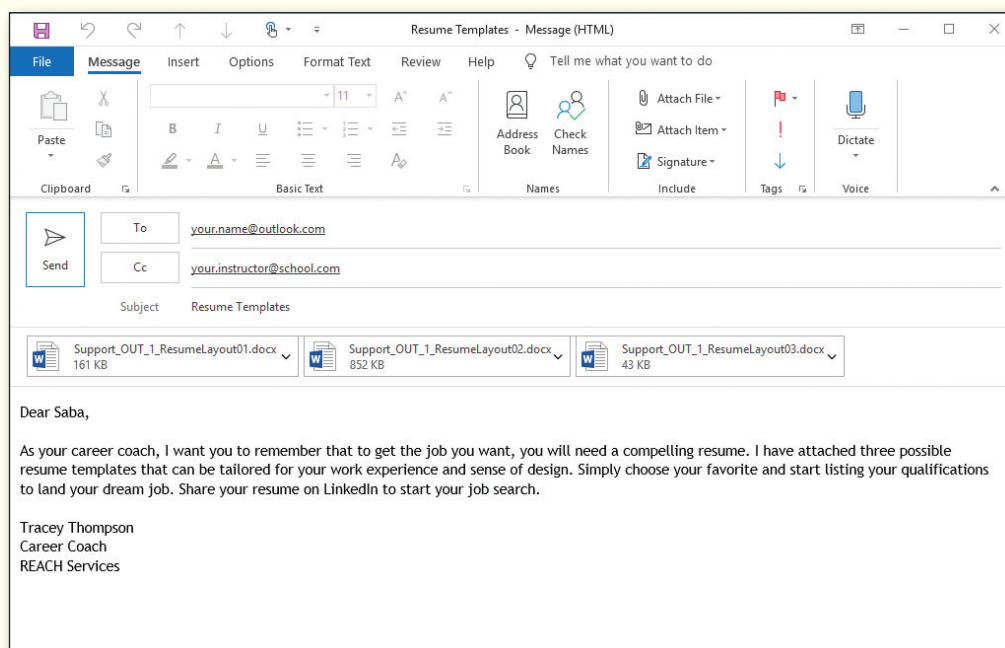 Resume Templates - Message (HTML)
File Message Insert Options Format Text Review Help Tell me what you want to do
11 A A
Paste
B I U
A A
Address Book
Check Names
Attach File
Attach Item
Signature
Dictate
Clipboard Basic Text Names Include Tags Voice
Send
To your.name@outlook.com
Cc your.instructor@school.com
Subject Resume Templates
Support_OUT_1_ResumeLayout01.docx
161 KB
Support_OUT_1_ResumeLayout02.docx
852 KB
Support_OUT_1_ResumeLayout03.docx
43 KB
Dear Saba,
As your career coach, I want you to remember that to get the job you want, you will need a compelling resume. I have attached three possible
resume templates that can be tailored for your work experience and sense of design. Simply choose your favorite and start listing your qualifications
to land your dream job. Share your resume on LinkedIn to start your job search.
Tracey Thompson
Career Coach
REACH Services